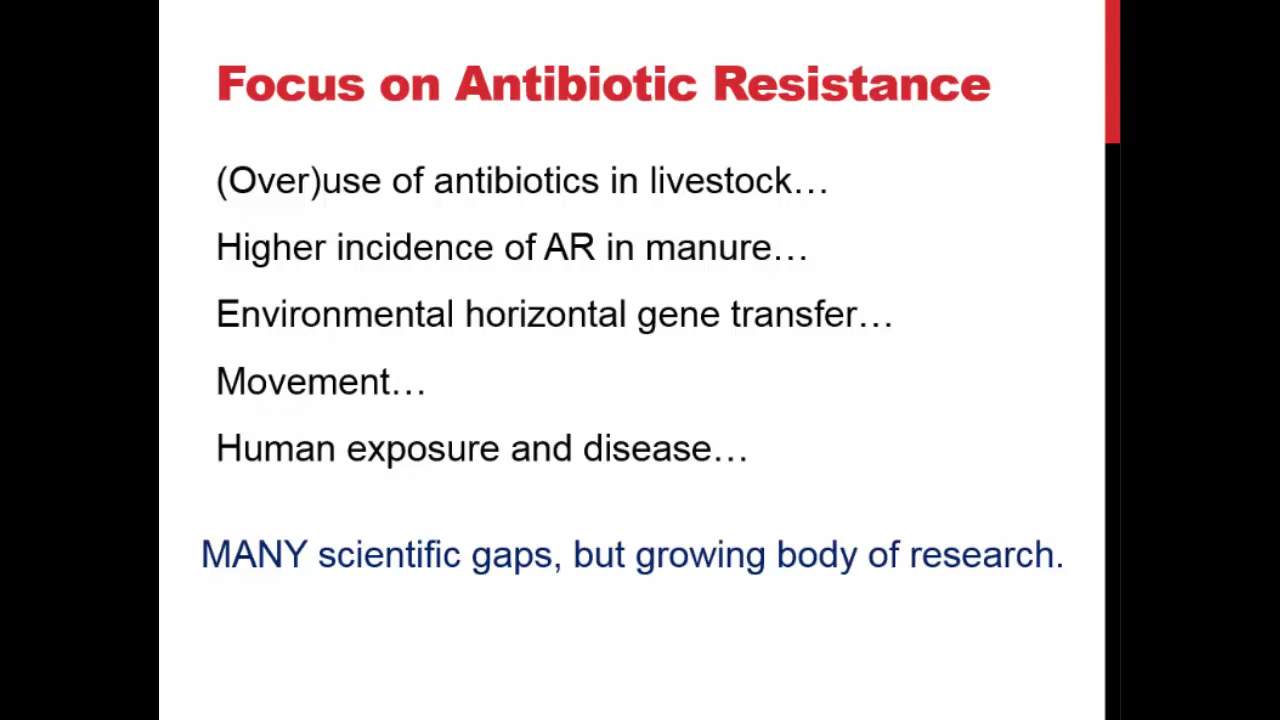 Focus on Antibiotic Resistance
(Over)use of antibiotics in livestock…
Higher incidence of AR in manure…
Environmental horizontal gene transfer…
Movement…
Human exposure and disease…
MANY scientific gaps, but growing body of research.